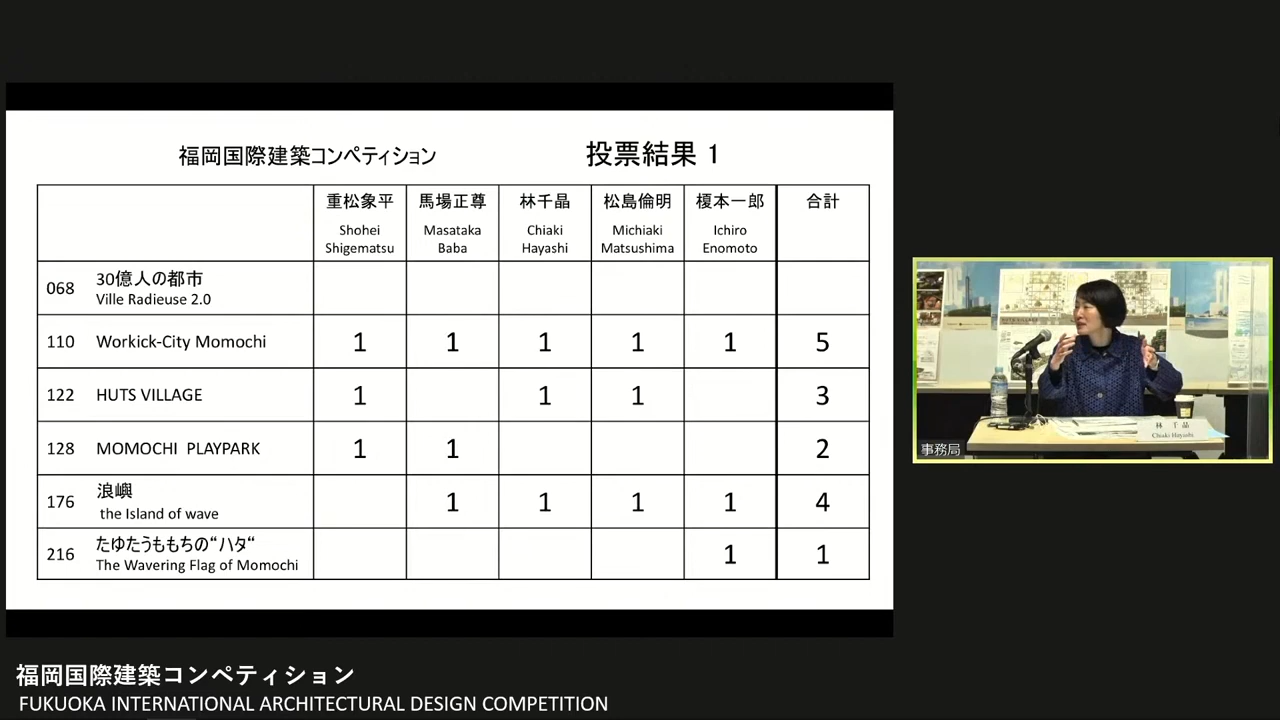 福岡国際建築コンペティション
投票結果 1
重松象平 馬場正尊 林千晶 松島倫明 榎本一郎 合計
Shohei Masataka Chiaki Michiaki Ichiro
Shigematsu Baba Hayashi Matsushima Enomoto
068 30億人の都市
Ville Radieuse 2.0
110 Workick-City Momochi 1 1 1 1 1 5
122 HUTS VILLAGE 1 1 1 3
128 MOMOCHI PLAYPARK 1 1 2
176 浪嶼
the Island of wave 1 1 1 1 4
216 たゆたうももちの“ハタ“
The Wavering Flag of Momochi 1 1
林 千晶
Chiaki Hayashi
事務局
福岡国際建築コンペティション
FUKUOKA INTERNATIONAL ARCHITECTURAL DESIGN COMPETITION